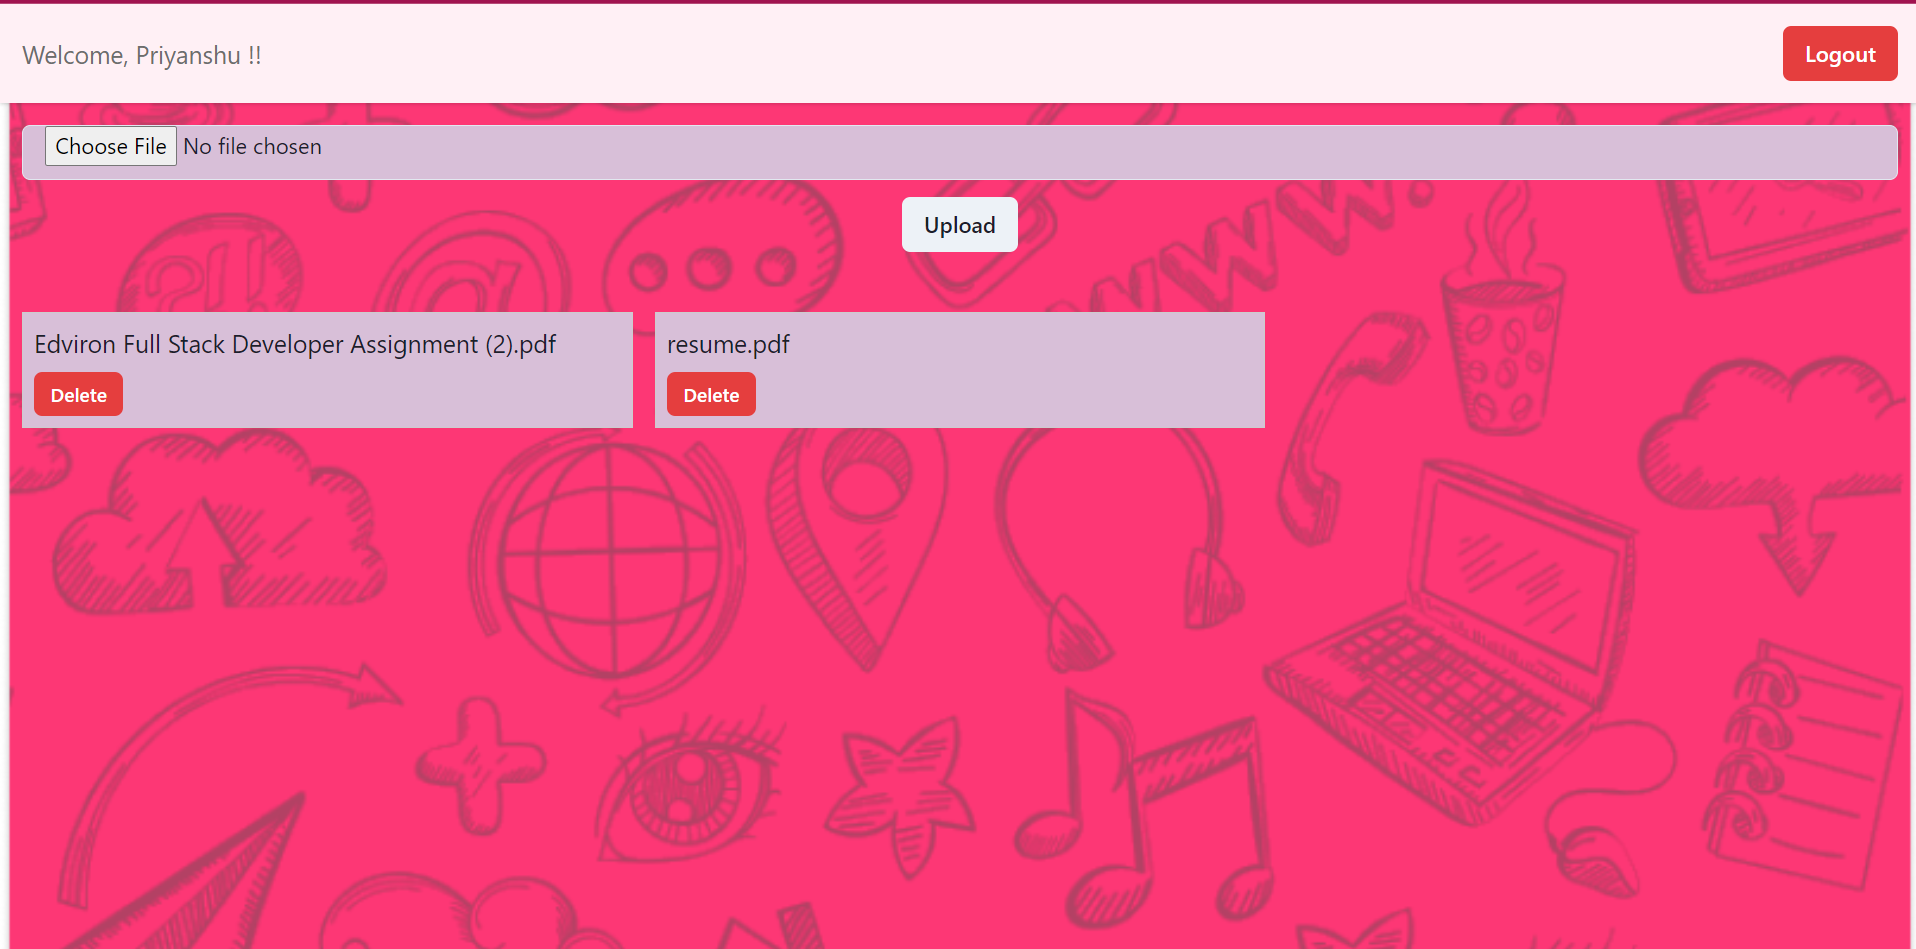 Welcome, Priyanshu !!
Logout
Choose File No file chosen
Upload
Edviron Full Stack Developer Assignment (2).pdf
Delete
resume.pdf
Delete
?!!
@
www.